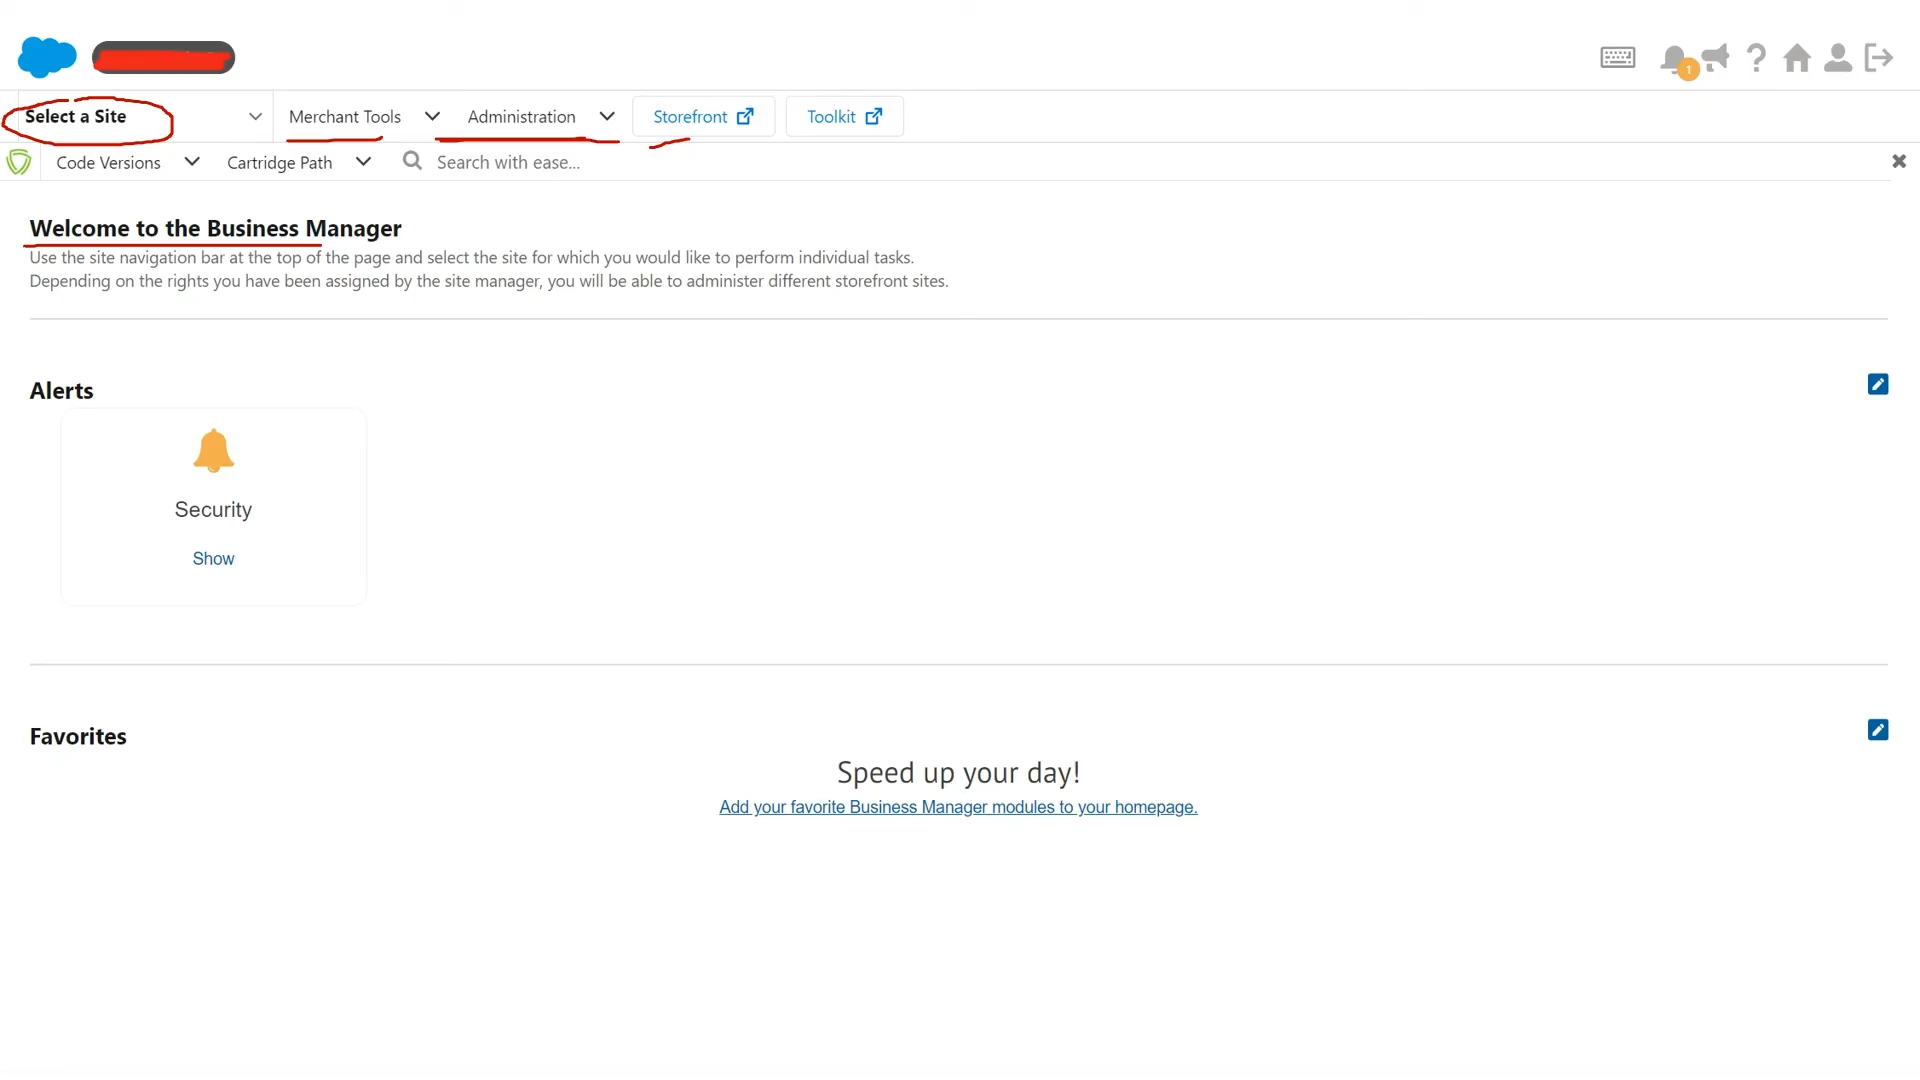 1
Select a Site
Merchant Tools
Administration
Storefront
Toolkit
Code Versions
Cartridge Path
Search with ease...
Welcome to the Business Manager
Use the site navigation bar at the top of the page and select the site for which you would like to perform individual tasks.
Depending on the rights you have been assigned by the site manager, you will be able to administer different storefront sites.
Alerts
Security
Show
Favorites
Speed up your day!
Add your favorite Business Manager modules to your homepage.